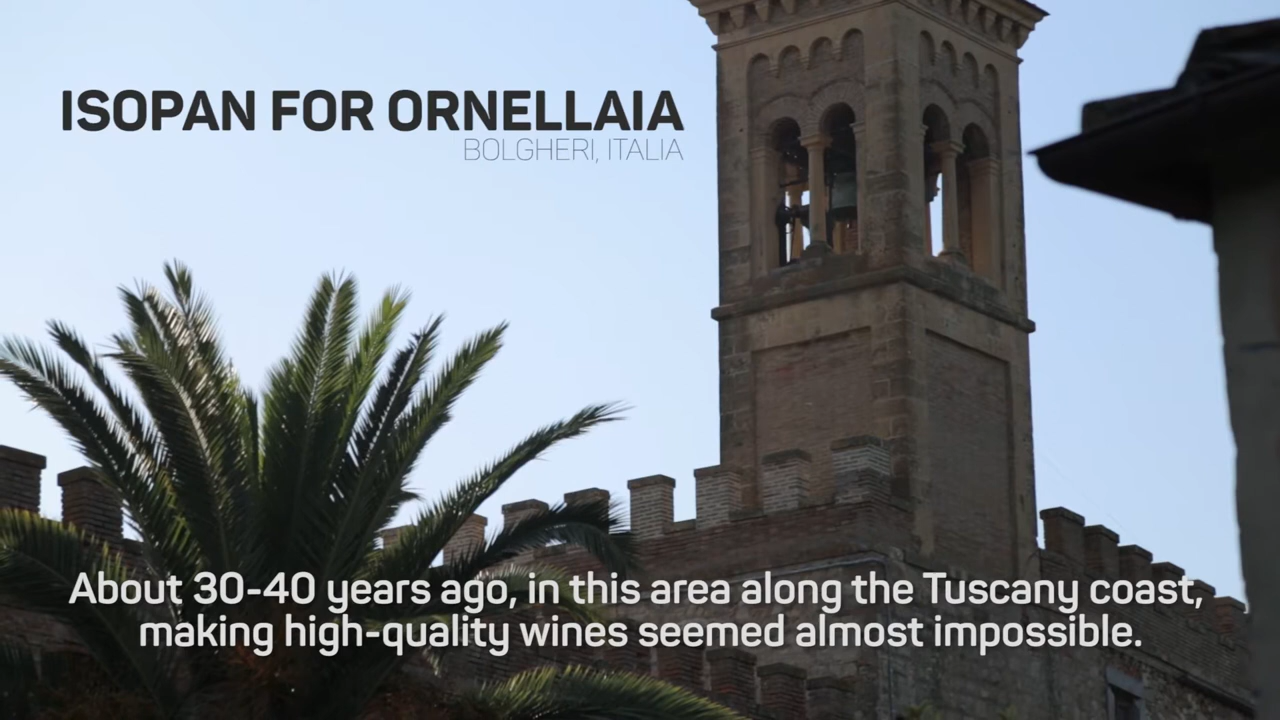 ISOPAN FOR ORNELLAIA
BOLGHERI, ITALIA
About 30-40 years ago, in this area along the Tuscany coast,
making high-quality wines seemed almost impossible.